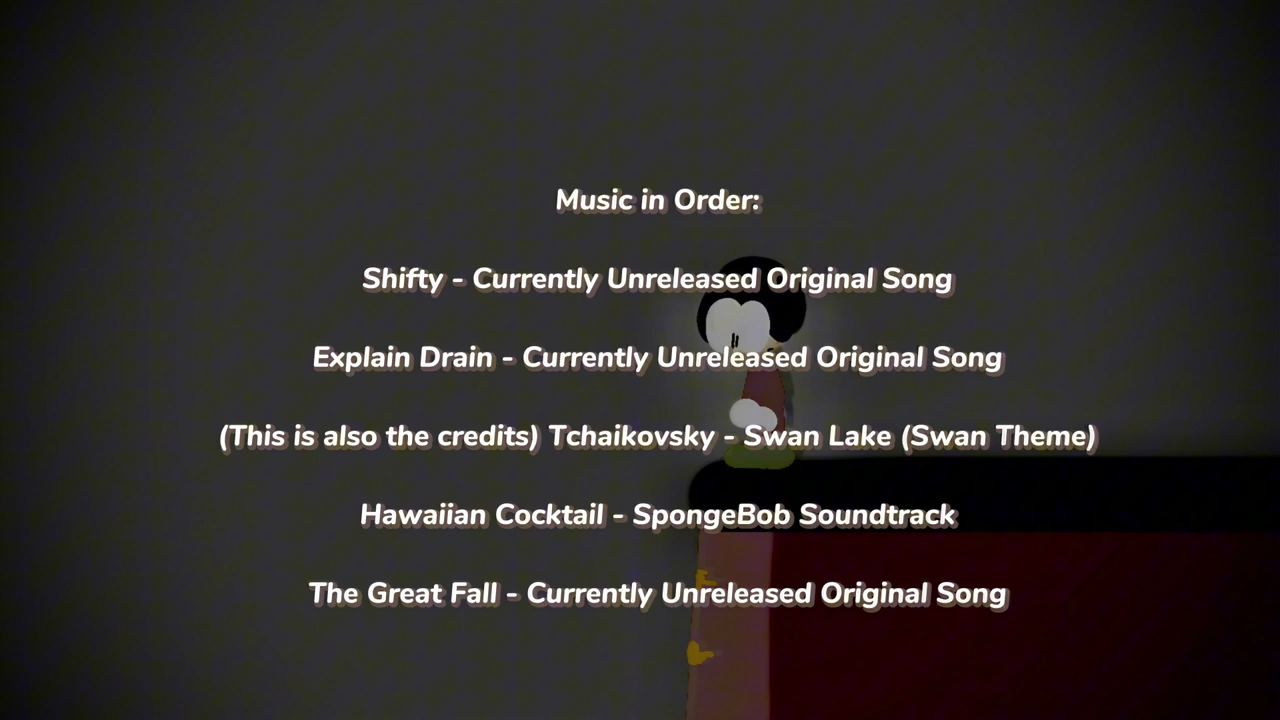 Music in Order:
Shifty - Currently Unreleased Original Song
Explain Drain - Currently Unreleased Original Song
(This is also the credits) Tchaikovsky - Swan Lake (Swan Theme)
Hawaiian Cocktail - SpongeBob Soundtrack
The Great Fall - Currently Unreleased Original Song